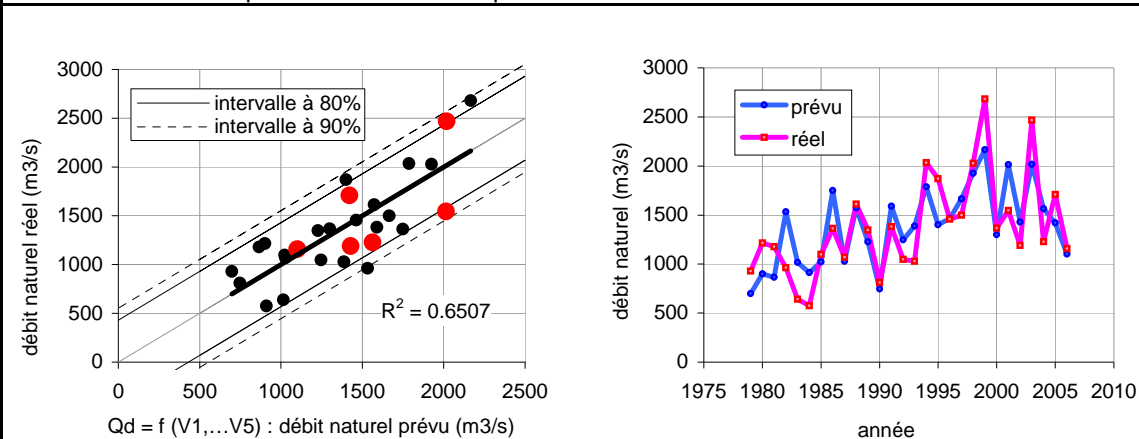 3000
2500
2000
1500
1000
500
0
intervalle à 80%
intervalle à 90%
R² = 0.6507
0 500 1000 1500 2000 2500
débit naturel réel (m3/s)
Qd = f (V1,…V5) : débit naturel prévu (m3/s)
3000
2500
2000
1500
1000
500
0
prévu
réel
1975 1980 1985 1990 1995 2000 2005 2010
débit naturel (m3/s)
année